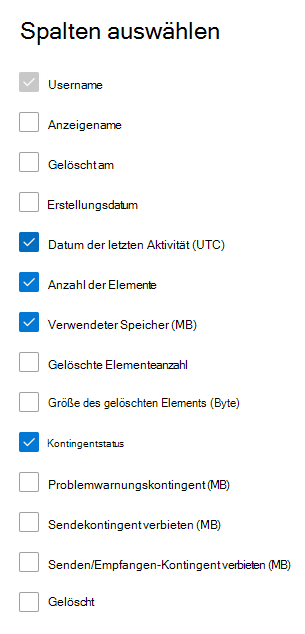 Spalten auswählen
Username
Anzeigename
Gelöscht am
Erstellungsdatum
Datum der letzten Aktivität (UTC)
Anzahl der Elemente
Verwendeter Speicher (MB)
Gelöschte Elementeanzahl
Größe des gelöschten Elements (Byte)
Kontingentstatus
Problemwarnungskontingent (MB)
Sendekontingent verbieten (MB)
Senden/Empfangen-Kontingent verbieten (MB)
Gelöscht